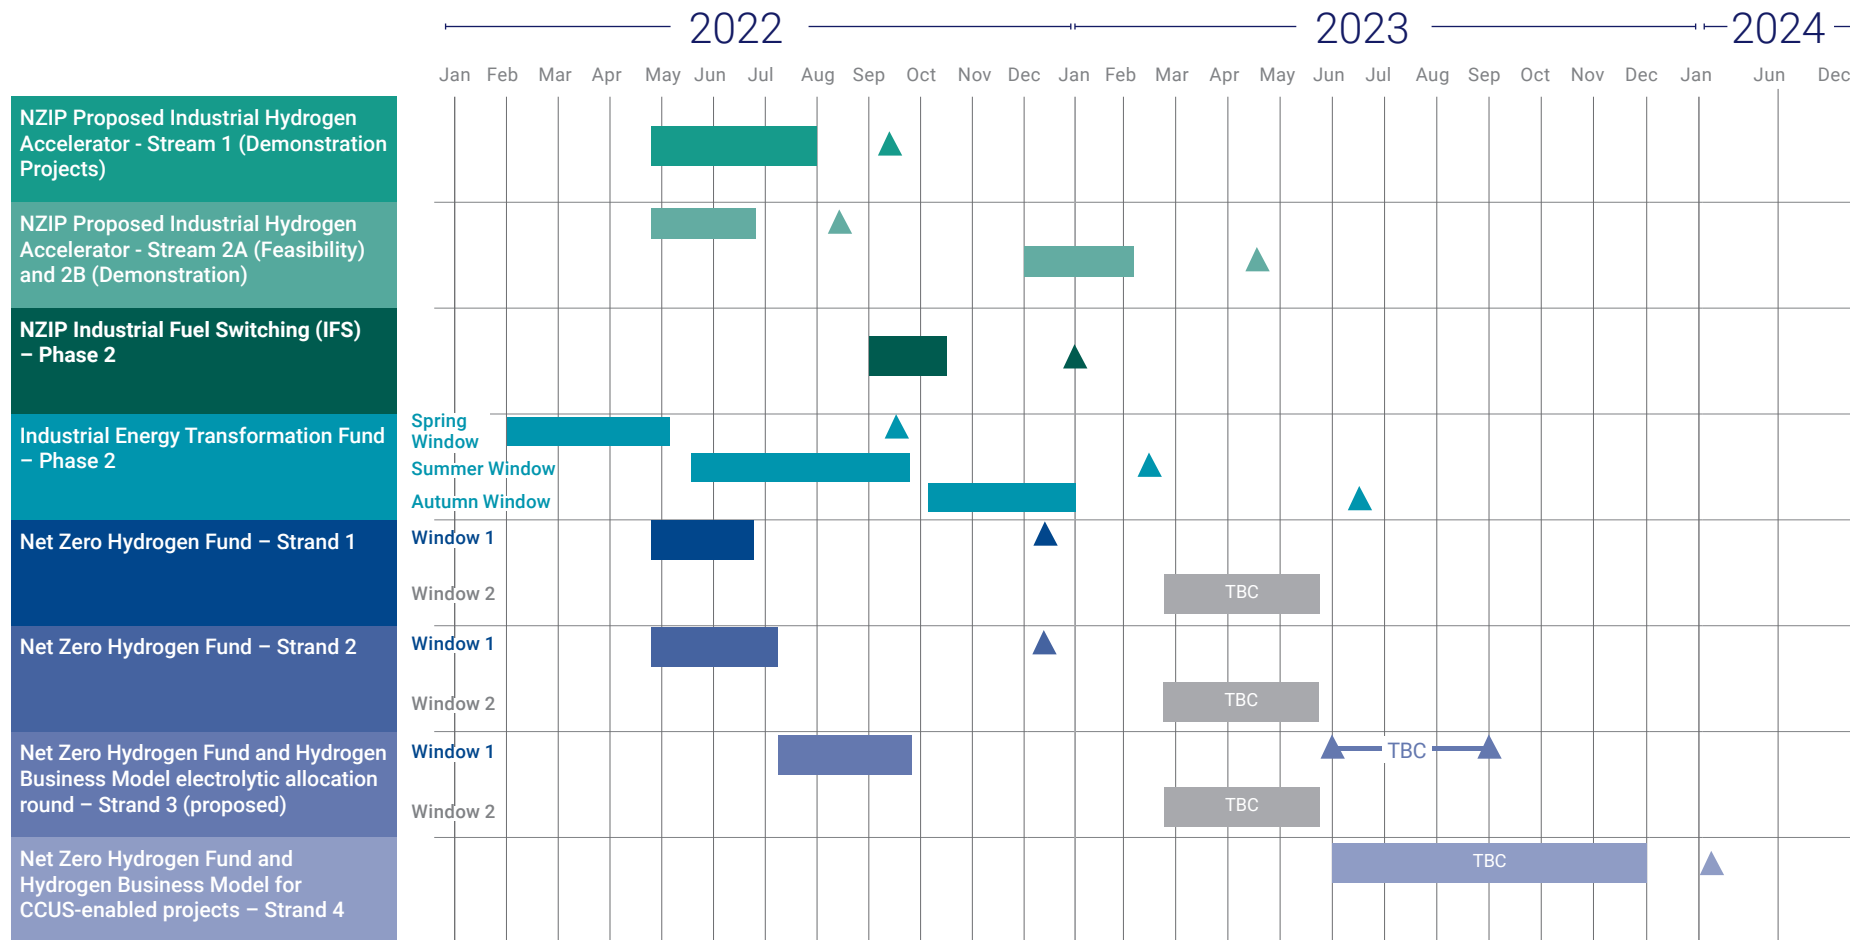 2022 2023 2024
Jan Feb Mar Apr May Jun Jul Aug Sep Oct Nov Dec Jan Feb Mar Apr May Jun Jul Aug Sep Oct Nov Dec Jan Jun Dec
NZIP Proposed Industrial Hydrogen
Accelerator - Stream 1 (Demonstration
Projects)
NZIP Proposed Industrial Hydrogen
Accelerator - Stream 2A (Feasibility)
and 2B (Demonstration)
NZIP Industrial Fuel Switching (IFS)
– Phase 2
Industrial Energy Transformation Fund
– Phase 2
Spring
Window
Summer Window
Autumn Window
Net Zero Hydrogen Fund – Strand 1
Window 1
Window 2
TBC
Net Zero Hydrogen Fund – Strand 2
Window 1
Window 2
TBC
Net Zero Hydrogen Fund and Hydrogen
Business Model electrolytic allocation
round – Strand 3 (proposed)
Window 1
TBC
Window 2
TBC
Net Zero Hydrogen Fund and
Hydrogen Business Model for
CCUS-enabled projects – Strand 4
TBC